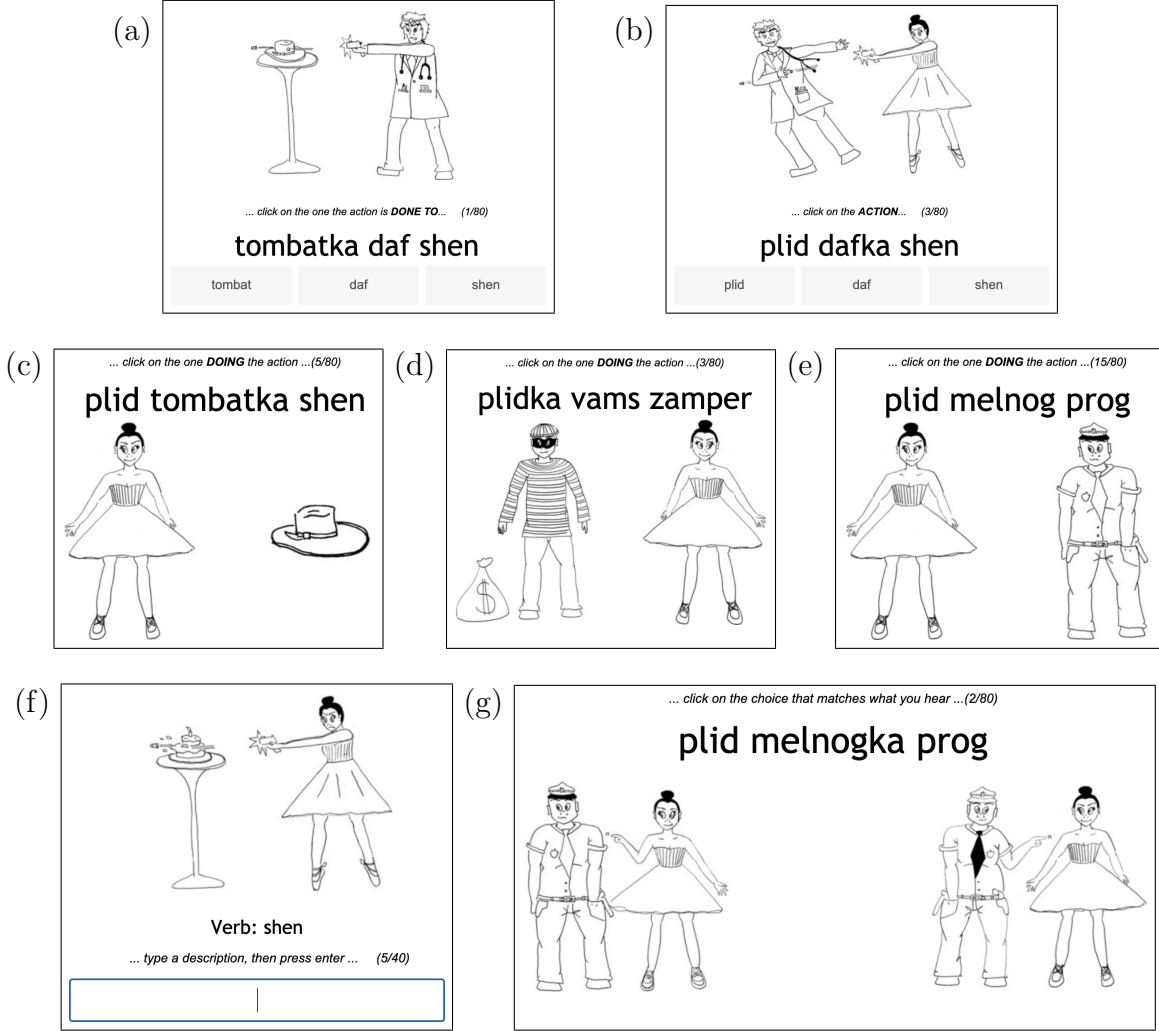 (a)
... click on the one the action is DONE TO... (1/80)
tombatka daf shen
tombat daf shen
(b)
... click on the ACTION... (3/80)
plid dafka shen
plid daf shen
(c)
... click on the one DOING the action ...(5/80)
plid tombatka shen
(d)
... click on the one DOING the action ...(3/80)
plidka vams zamper
$
(e)
... click on the one DOING the action ...(15/80)
plid melnog prog
(f)
Verb: shen
... type a description, then press enter ... (5/40)
(g)
... click on the choice that matches what you hear ...(2/80)
plid melnogka prog